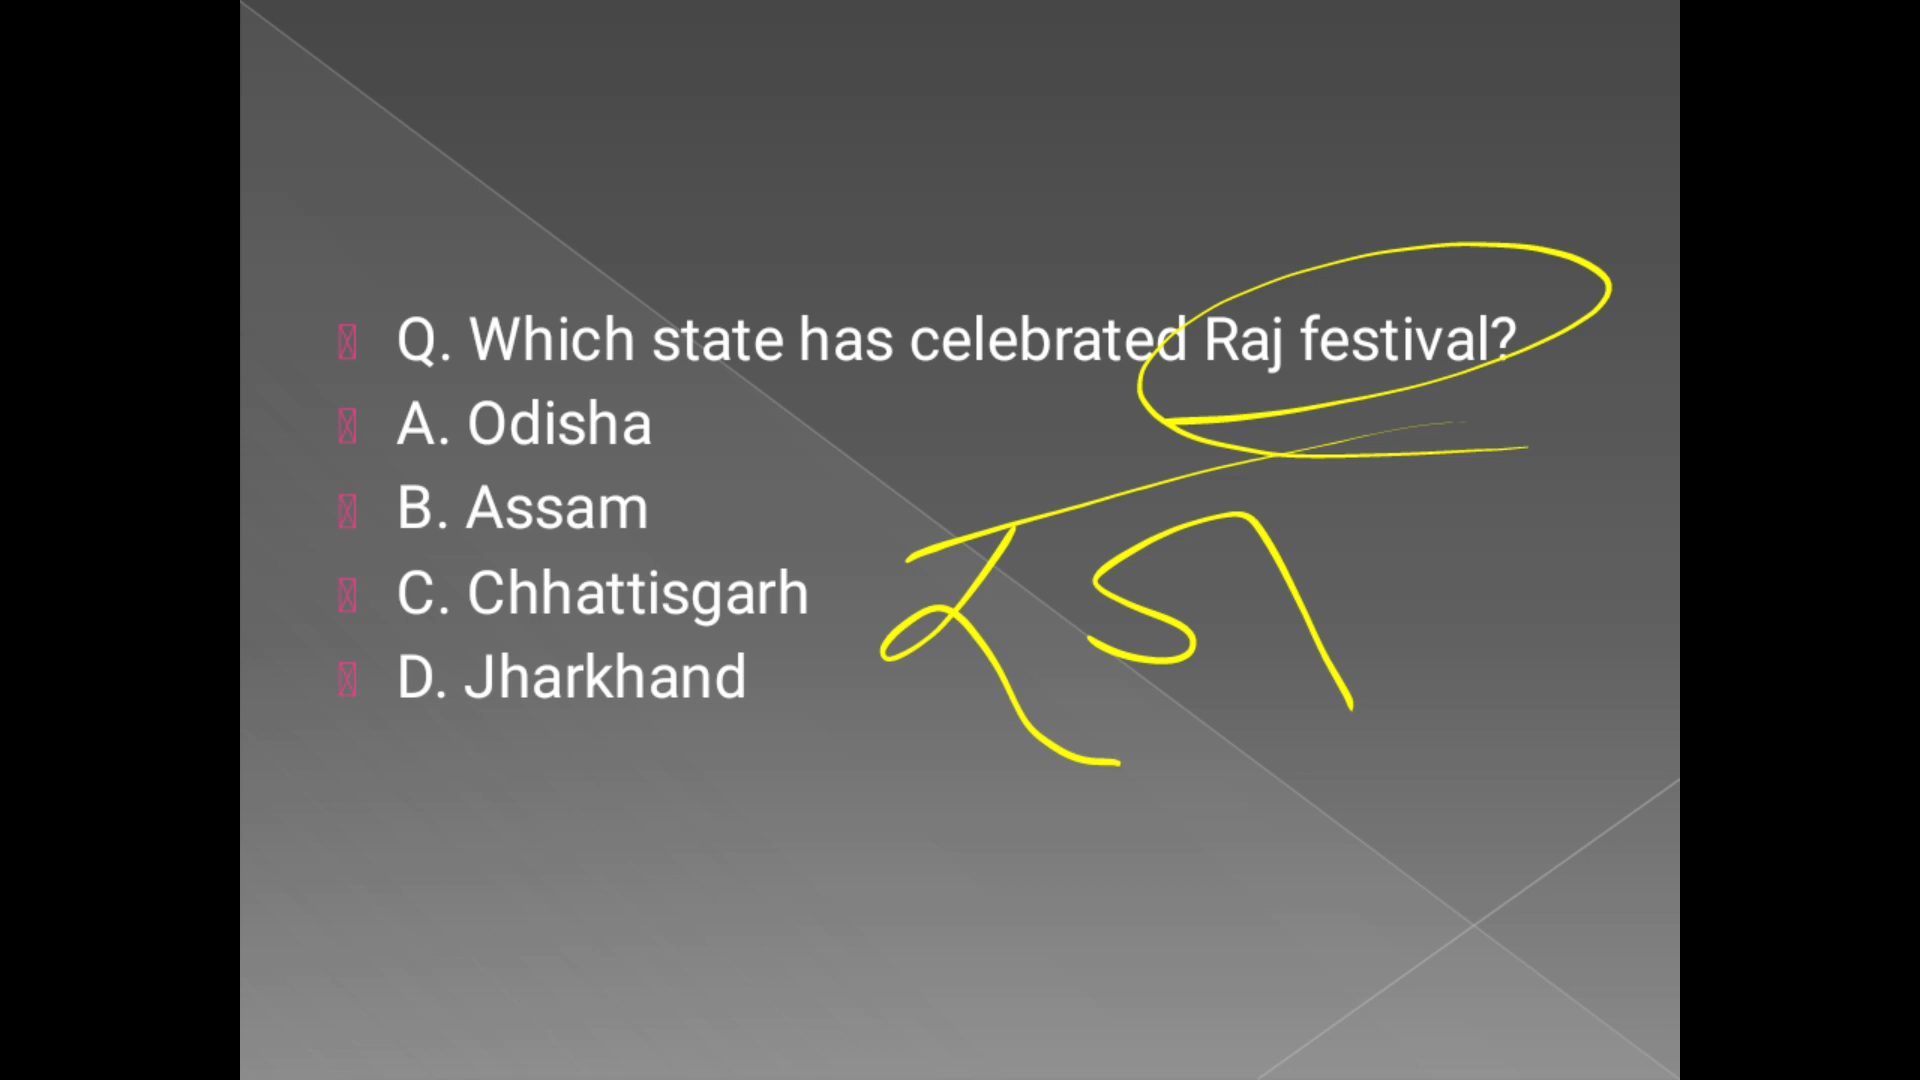 Q. Which state has celebrated Raj festival?
A. Odisha
B. Assam
C. Chhattisgarh
D. Jharkhand